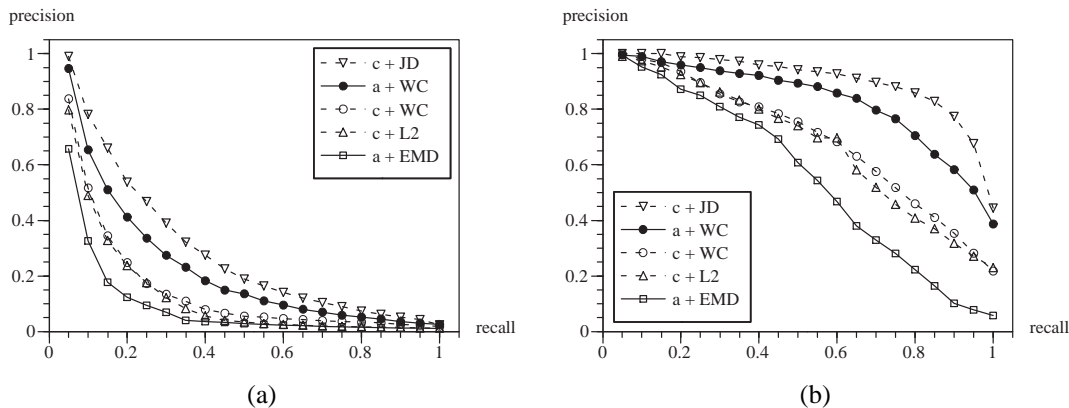 precision
1
0.8
0.6
0.4
0.2
0
0
0.2
0.4
0.6
0.8
1
recall
c + JD
a + WC
c + WC
c + L2
a + EMD
(a)
precision
1
0.8
0.6
0.4
0.2
0
0
0.2
0.4
0.6
0.8
1
recall
c + JD
a + WC
c + WC
c + L2
a + EMD
(b)